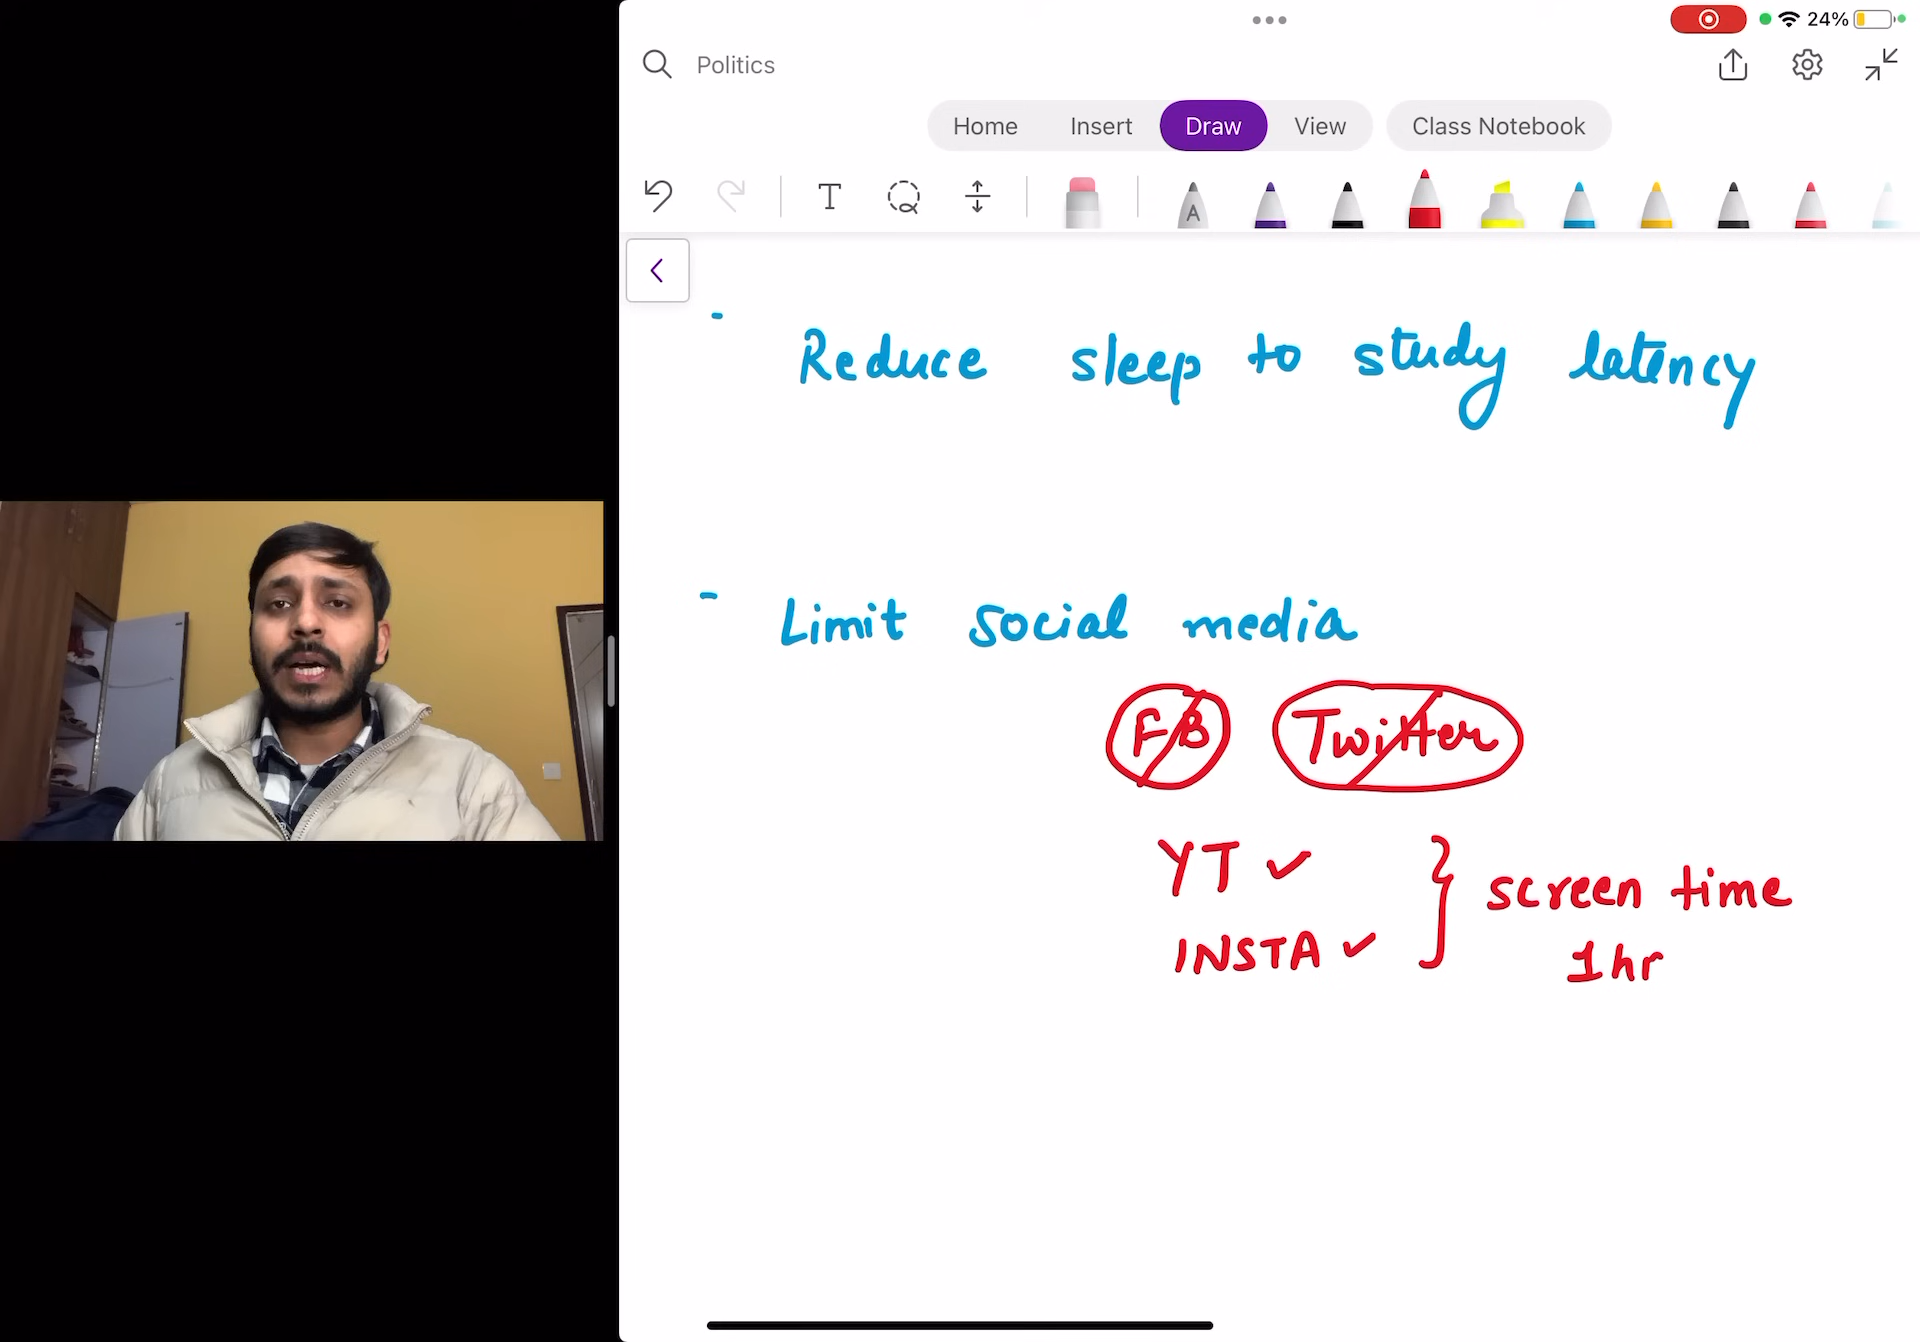 24%
Politics
Home Insert Draw View Class Notebook
T A
- Reduce sleep to study latency
- Limit social media
FB Twitter
YT ✓
INSTA ✓
} screen time
1hr